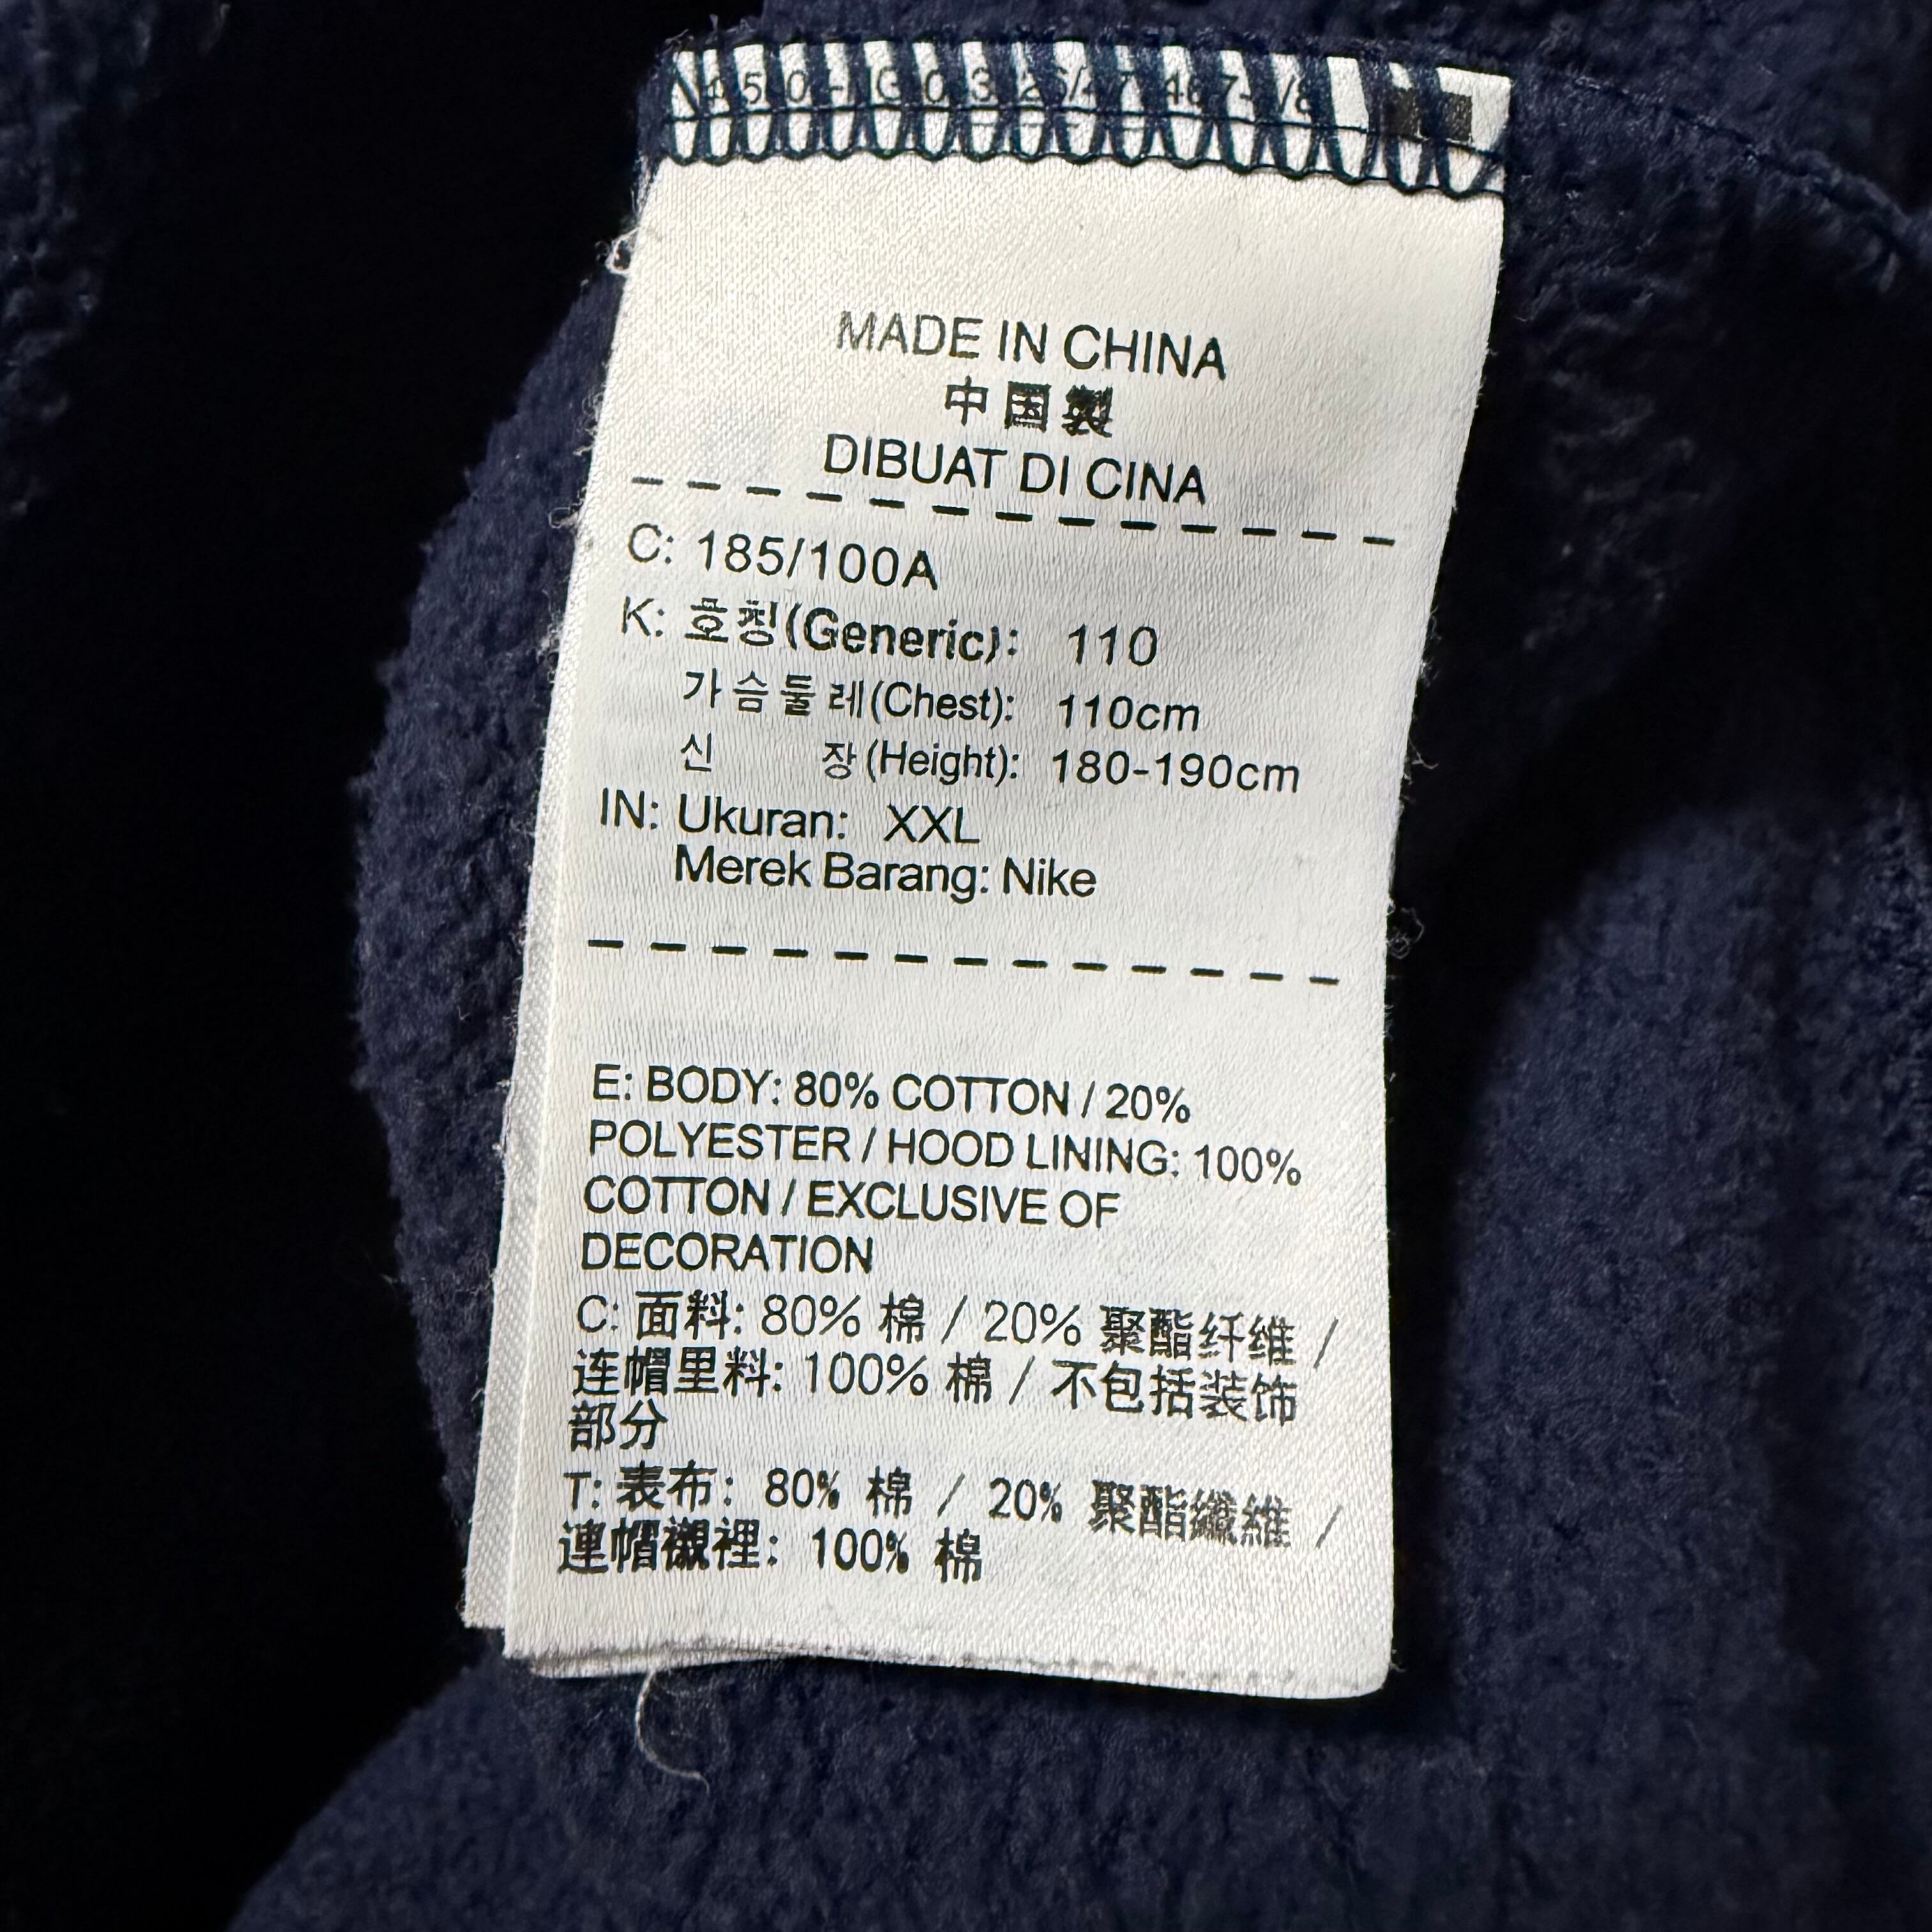 MADE IN CHINA
中国製
DIBUAT DI CINA
C: 185/100A
K: 호칭(Generic): 110
가슴둘레(Chest): 110cm
신 장(Height): 180-190cm
IN: Ukuran: XXL
Merek Barang: Nike
E: BODY: 80% COTTON / 20%
POLYESTER / HOOD LINING: 100%
COTTON / EXCLUSIVE OF
DECORATION
C: 面料: 80% 棉 / 20% 聚酯纤维 /
连帽里料: 100% 棉 / 不包括装饰
部分
T: 表布: 80% 棉 / 20% 聚酯纖維 /
連帽襯裡: 100% 棉